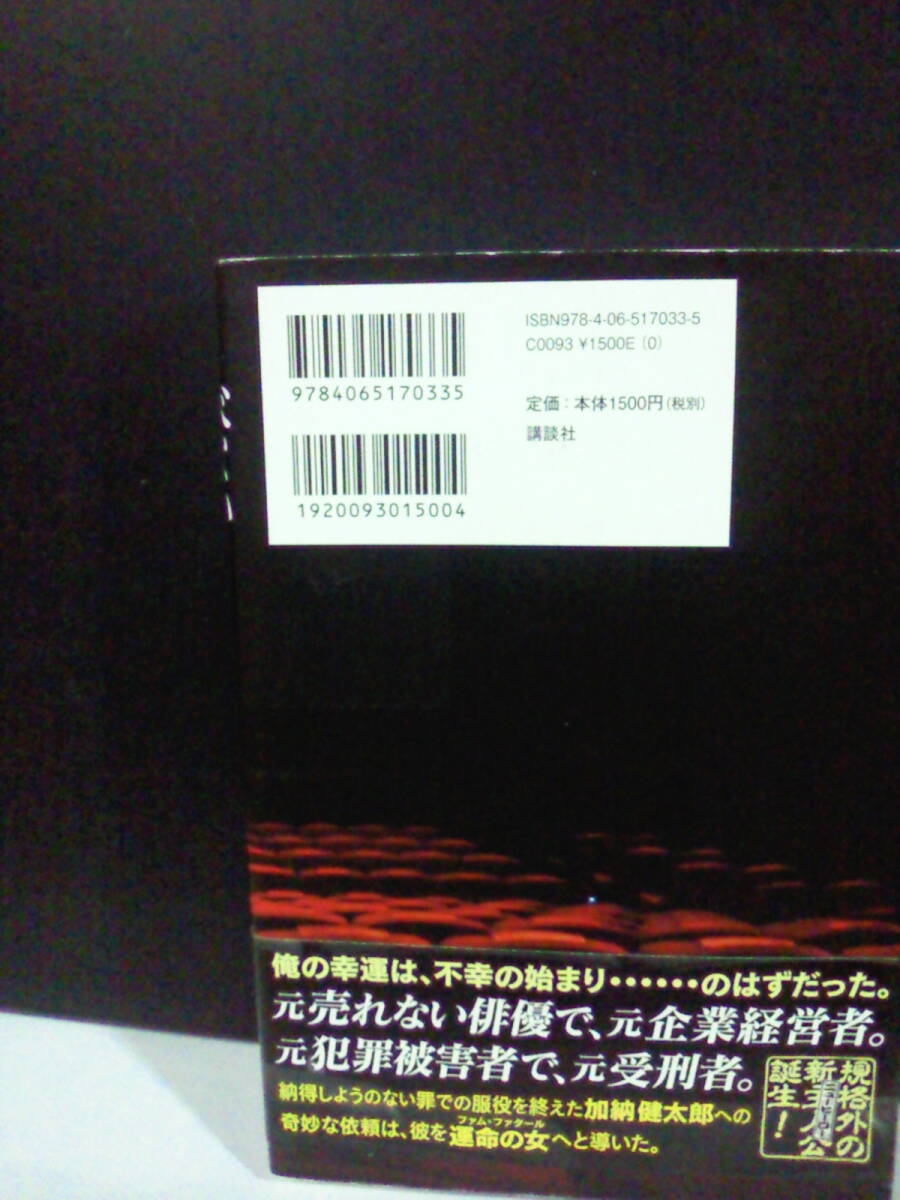 ISBN978-4-06-517033-5
C0093 ¥1500E (0)
9784065170335
定価：本体1500円(税別)
講談社
1920093015004
俺の幸運は、不幸の始まり‥‥‥のはずだった。
元売れない俳優で、元企業経営者。
元犯罪被害者で、元受刑者。
納得しようのない罪での服役を終えた加納健太郎への
奇妙な依頼は、彼を運命の女へと導いた。
ファム・ファタール
規格外の
新主人公
誕生！